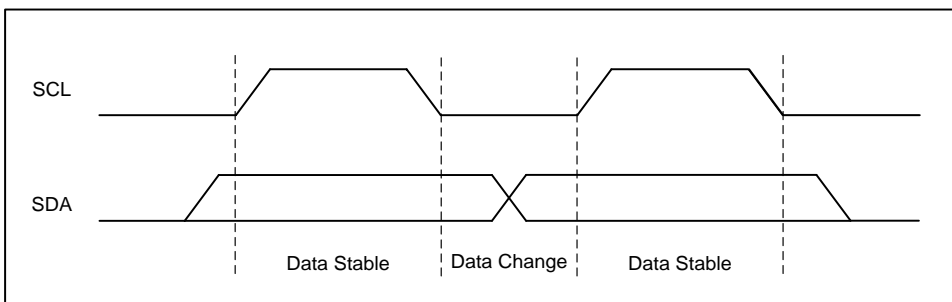 SCL
SDA
Data Stable
Data Change
Data Stable